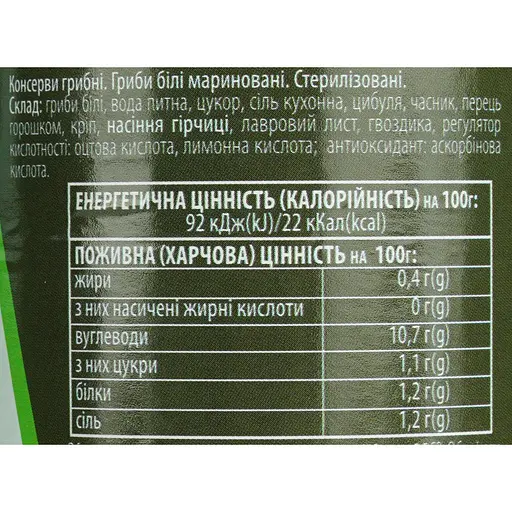 Консерви грибні. Гриби білі мариновані. Стерилізовані.
Склад: гриби білі, вода питна, цукор, сіль кухонна, цибуля, часник, перець
горошком, кріп, насіння гірчиці, лавровий лист, гвоздика, регулятор
кислотності: оцтова кислота, лимонна кислота; антиоксидант: аскорбінова
кислота.
ЕНЕРГЕТИЧНА ЦІННІСТЬ (КАЛОРІЙНІСТЬ) НА 100г:
92 кДж(kJ)/22 кКал(kcal)
ПОЖИВНА (ХАРЧОВА) ЦІННІСТЬ НА 100г:
жири 0,4 г(g)
з них насичені жирні кислоти 0 г(g)
вуглеводи 10,7 г(g)
з них цукри 1,1 г(g)
білки 1,2 г(g)
сіль 1,2 г(g)